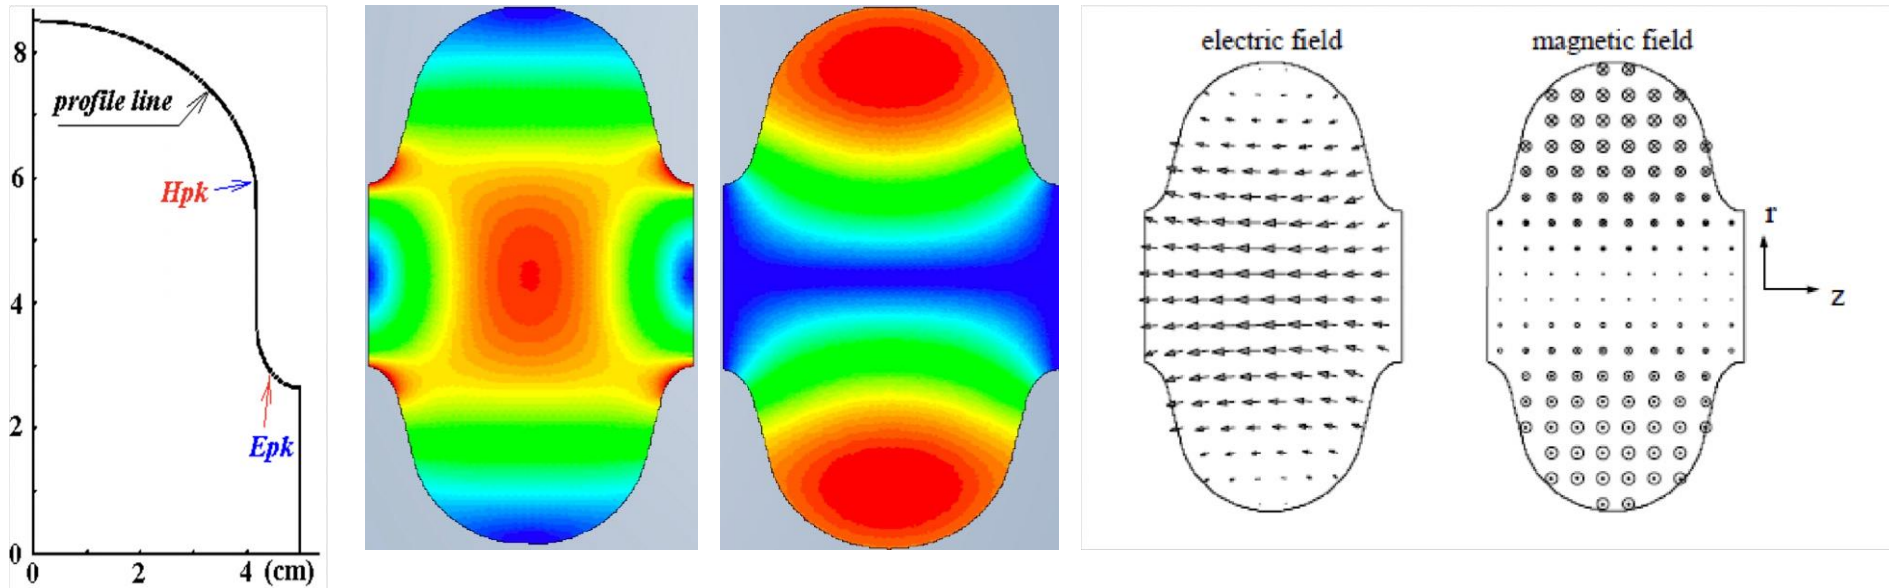 8
profile line
6
Hpk
4
2
Epk
0
0 2 4 (cm)
electric field
magnetic field
r
z